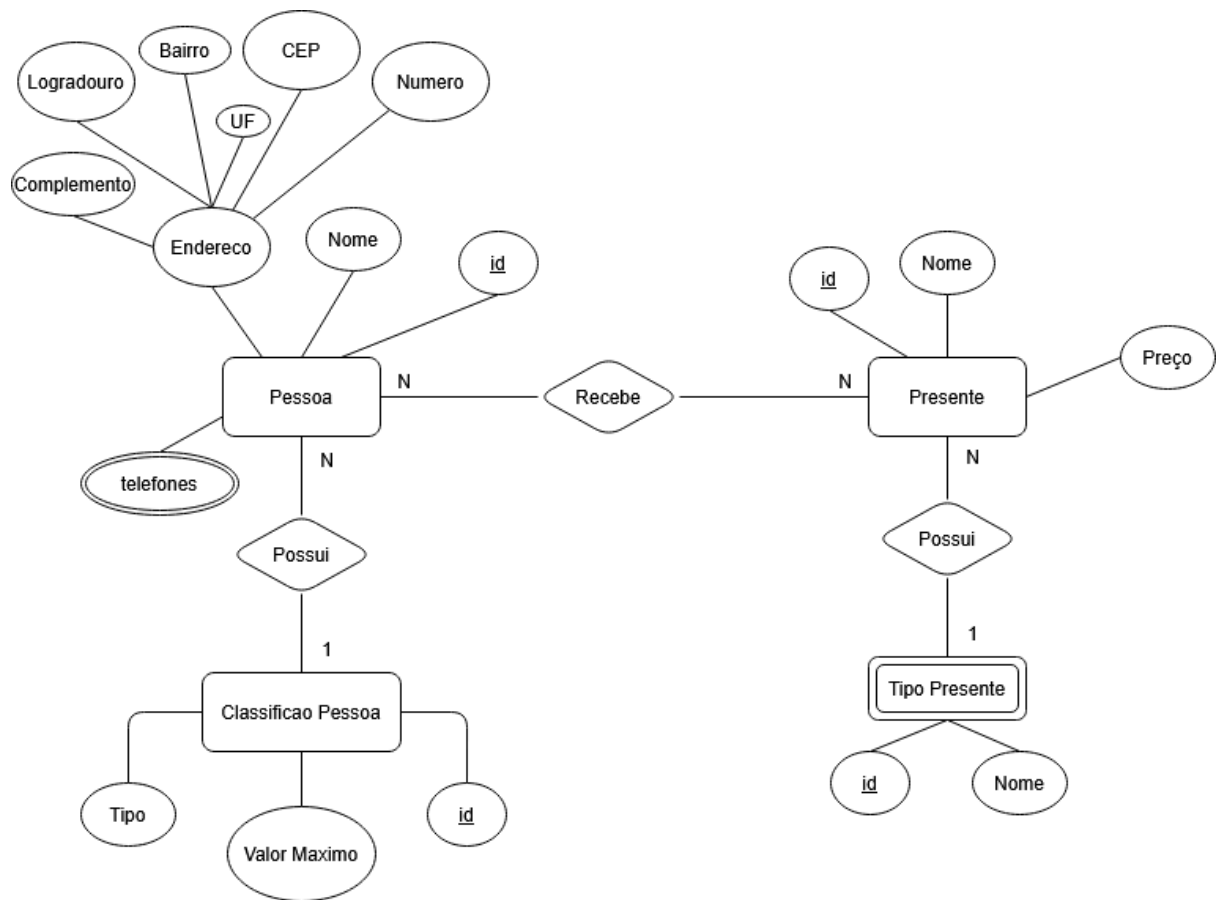 Bairro
CEP
Logradouro
Numero
UF
Complemento
Endereco
Nome
id
id
Nome
Preço
Pessoa
N
Recebe
N
Presente
telefones
N
N
Possui
Possui
1
1
Classificao Pessoa
Tipo Presente
Tipo
Valor Maximo
id
id
Nome